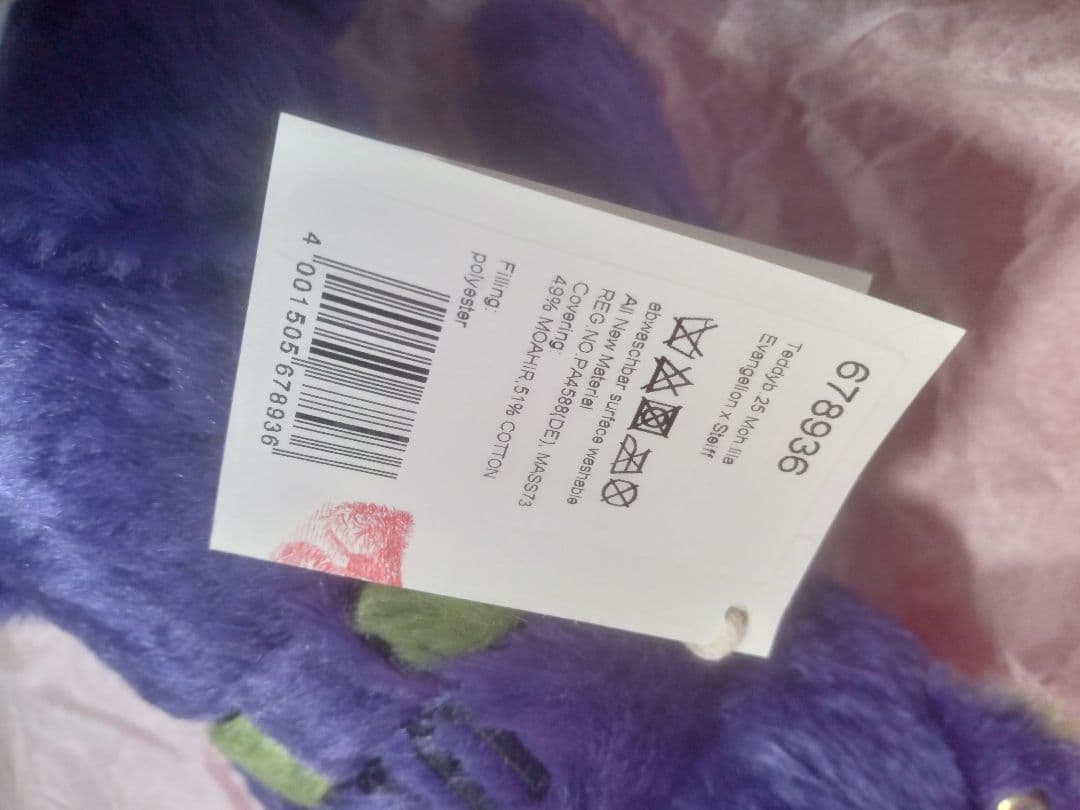 678936
Teddyb 25 Moh.lila
Evangelion x Steiff
abwaschbar surface washable
All New Material
REG.NO.PA4588(DE), MASS73
Covering:
49% MOAHIR.51% COTTON
Filling:
polyester
4 001505 678936